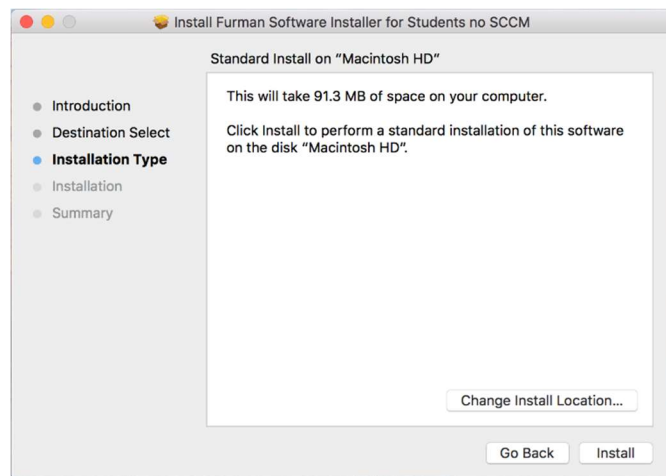 Install Furman Software Installer for Students no SCCM
Standard Install on “Macintosh HD”
Introduction
Destination Select
Installation Type
Installation
Summary
This will take 91.3 MB of space on your computer.
Click Install to perform a standard installation of this software
on the disk “Macintosh HD”.
Change Install Location...
Go Back
Install